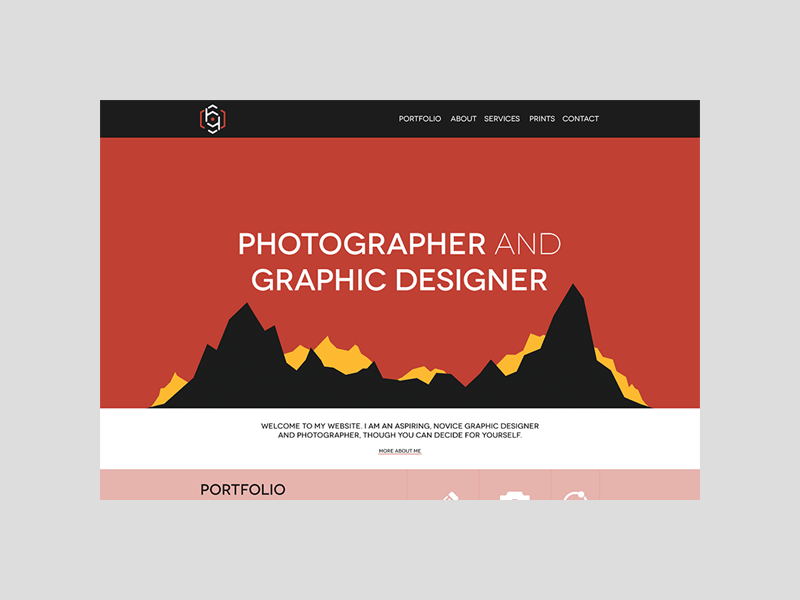 PORTFOLIO ABOUT SERVICES PRINTS CONTACT
PHOTOGRAPHER AND
GRAPHIC DESIGNER
WELCOME TO MY WEBSITE. I AM AN ASPIRING, NOVICE GRAPHIC DESIGNER
AND PHOTOGRAPHER, THOUGH YOU CAN DECIDE FOR YOURSELF.
MORE ABOUT ME
PORTFOLIO